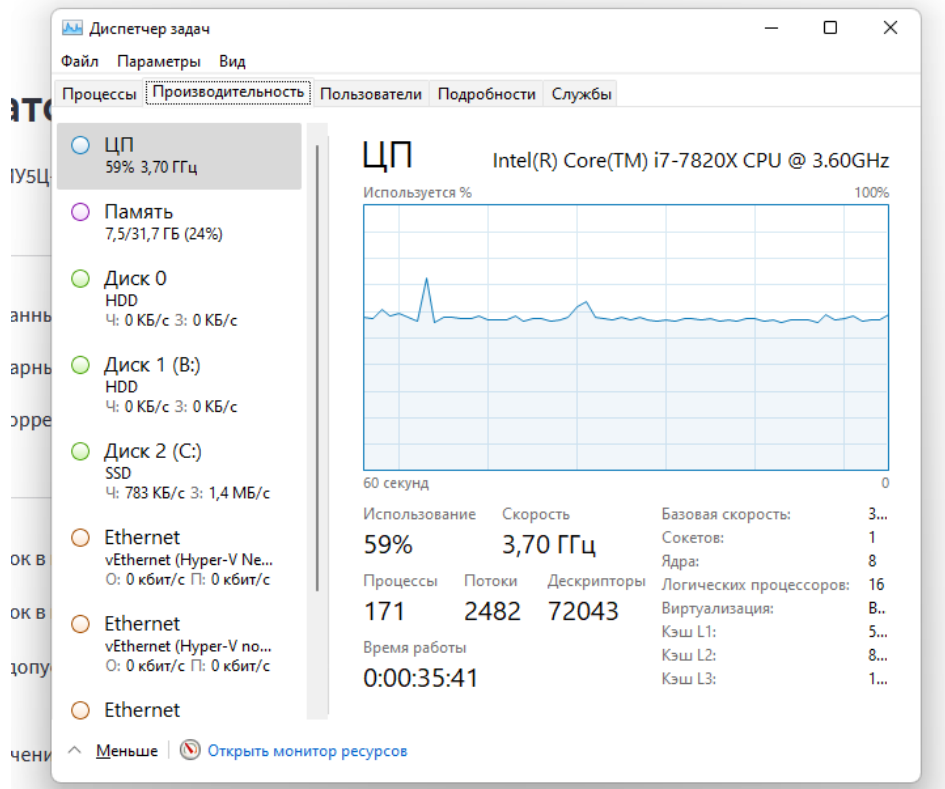 Диспетчер задач
Файл Параметры Вид
Процессы Производительность Пользователи Подробности Службы
ЦП
59% 3,70 ГГц
Память
7,5/31,7 ГБ (24%)
Диск 0
HDD
Ч: 0 КБ/с З: 0 КБ/с
Диск 1 (B:)
HDD
Ч: 0 КБ/с З: 0 КБ/с
Диск 2 (C:)
SSD
Ч: 783 КБ/с З: 1,4 МБ/с
Ethernet
vEthernet (Hyper-V Ne...
О: 0 кбит/с П: 0 кбит/с
Ethernet
vEthernet (Hyper-V no...
О: 0 кбит/с П: 0 кбит/с
Ethernet
ЦП Intel(R) Core(TM) i7-7820X CPU @ 3.60GHz
Используется % 100%
60 секунд 0
Использование Скорость
59% 3,70 ГГц
Процессы Потоки Дескрипторы
171 2482 72043
Время работы
0:00:35:41
Базовая скорость: 3...
Сокетов: 1
Ядра: 8
Логических процессоров: 16
Виртуализация: В..
Кэш L1: 5...
Кэш L2: 8...
Кэш L3: 1...
Меньше Открыть монитор ресурсов